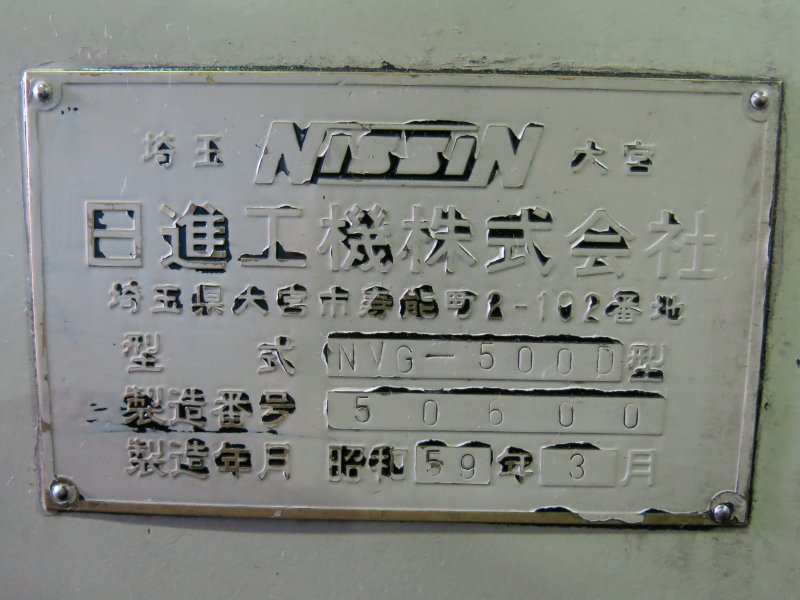 埼玉 NISSIN 大宮
日進工機株式会社
埼玉県大宮市寿能町2-192番地
型式 NVG-500D型
製造番号 50600
製造年月 昭和59年3月